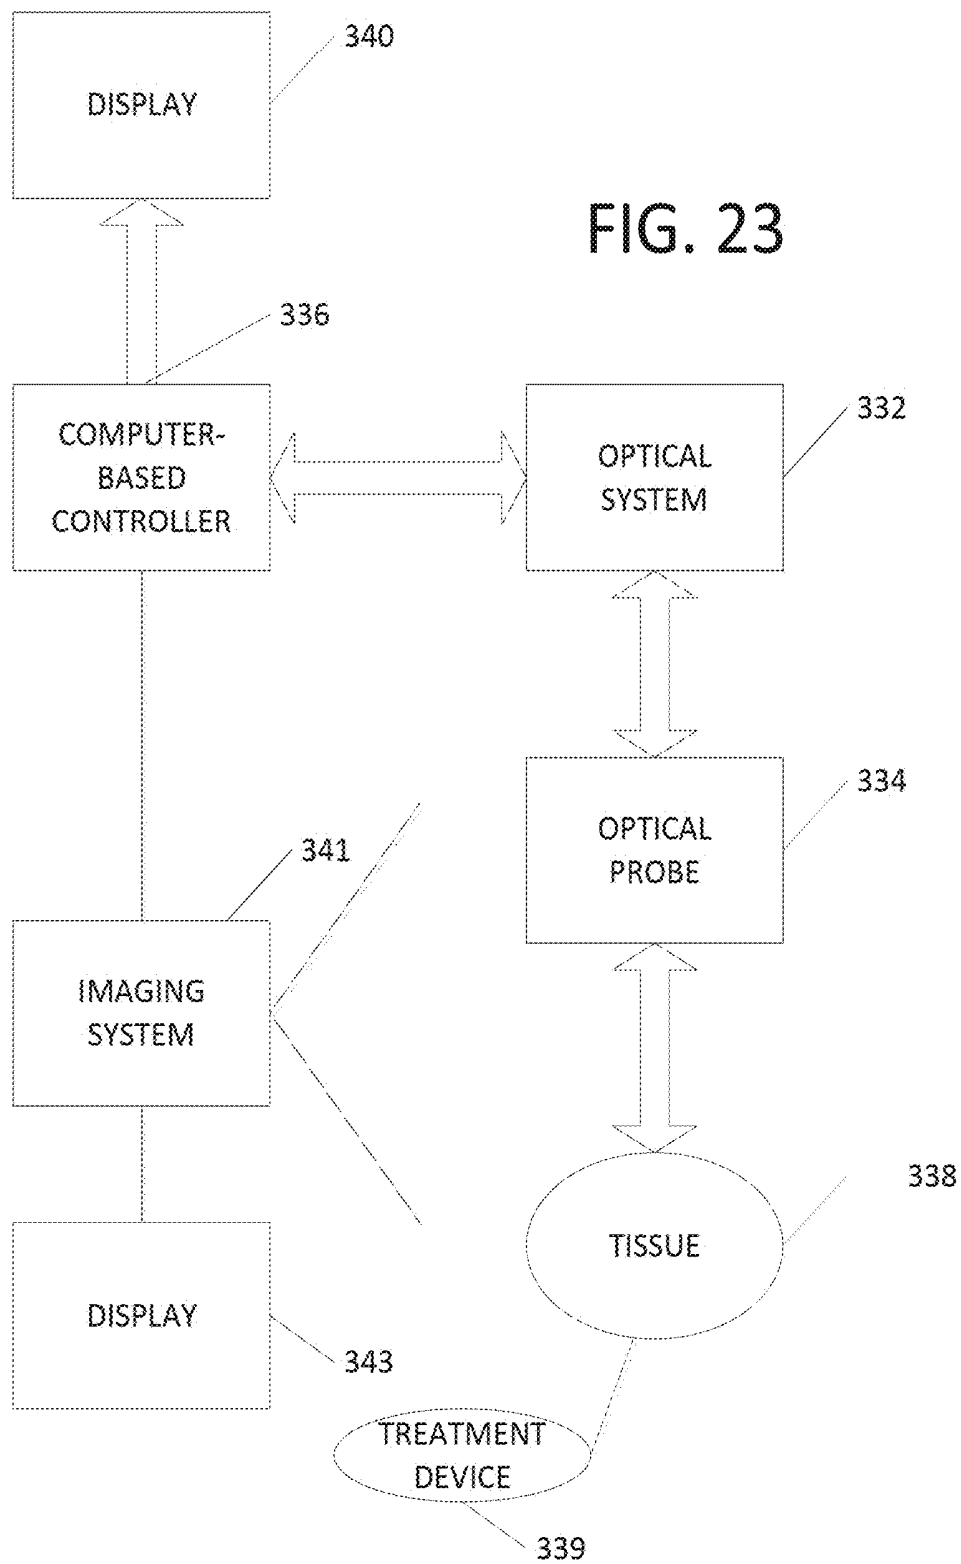 340
DISPLAY
FIG. 23
336
332
COMPUTER-
BASED
CONTROLLER
OPTICAL
SYSTEM
334
OPTICAL
PROBE
341
IMAGING
SYSTEM
338
TISSUE
DISPLAY
343
TREATMENT
DEVICE
339